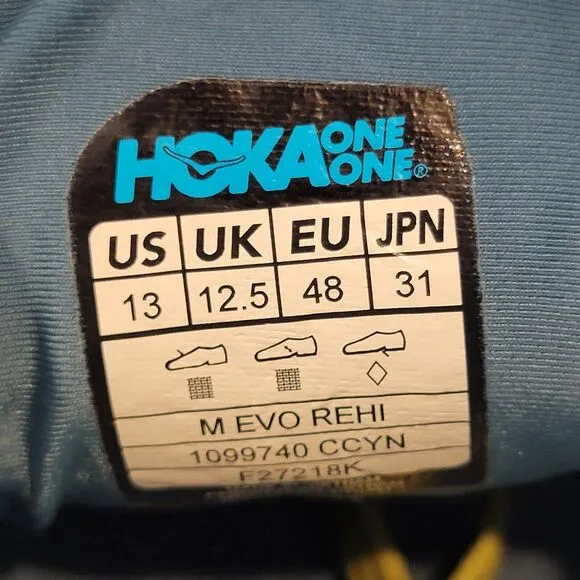 HOKA ONE ONE®
US UK EU JPN
13 12.5 48 31
M EVO REHI
1099740 CCYN
F27218K